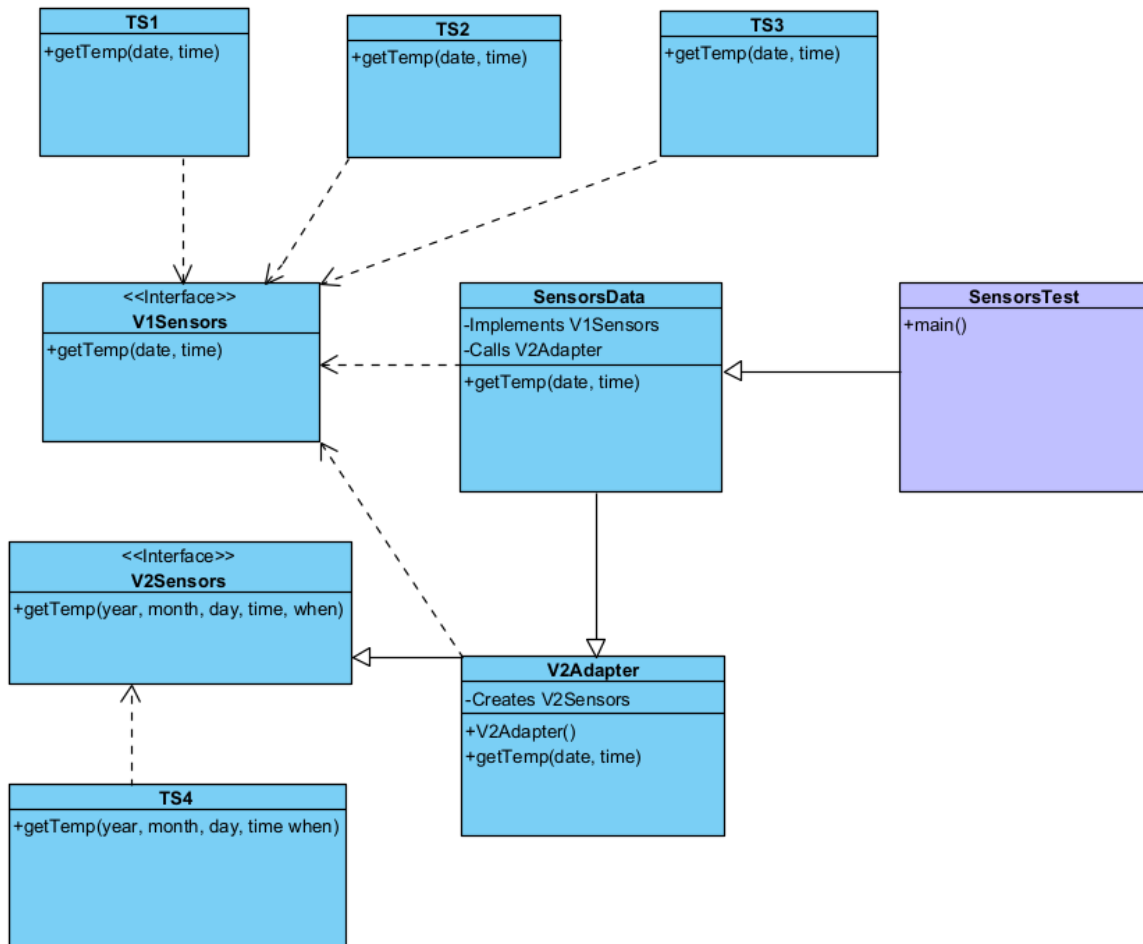 TS1
+getTemp(date, time)
TS2
+getTemp(date, time)
TS3
+getTemp(date, time)
<<Interface>>
V1Sensors
+getTemp(date, time)
SensorsData
-Implements V1Sensors
-Calls V2Adapter
+getTemp(date, time)
SensorsTest
+main()
<<Interface>>
V2Sensors
+getTemp(year, month, day, time, when)
V2Adapter
-Creates V2Sensors
+V2Adapter()
+getTemp(date, time)
TS4
+getTemp(year, month, day, time when)